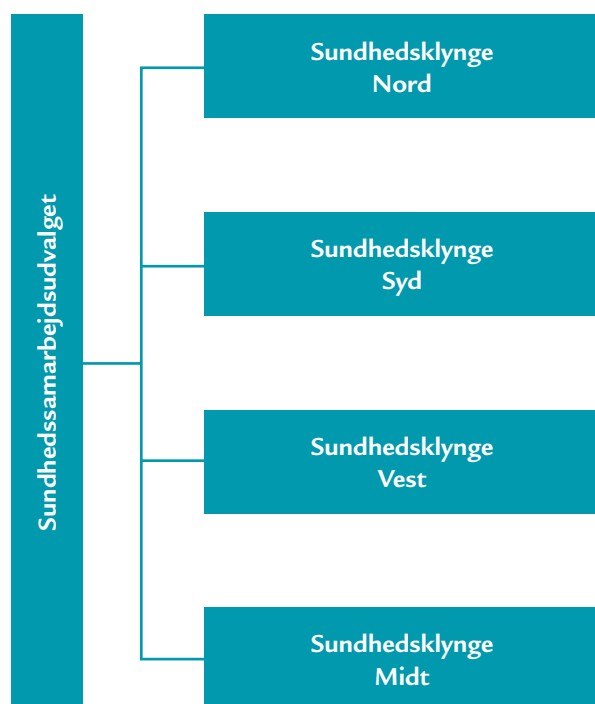 Sundhedssamarbejdsudvalget
Sundhedsklynge
Nord
Sundhedsklynge
Syd
Sundhedsklynge
Vest
Sundhedsklynge
Midt